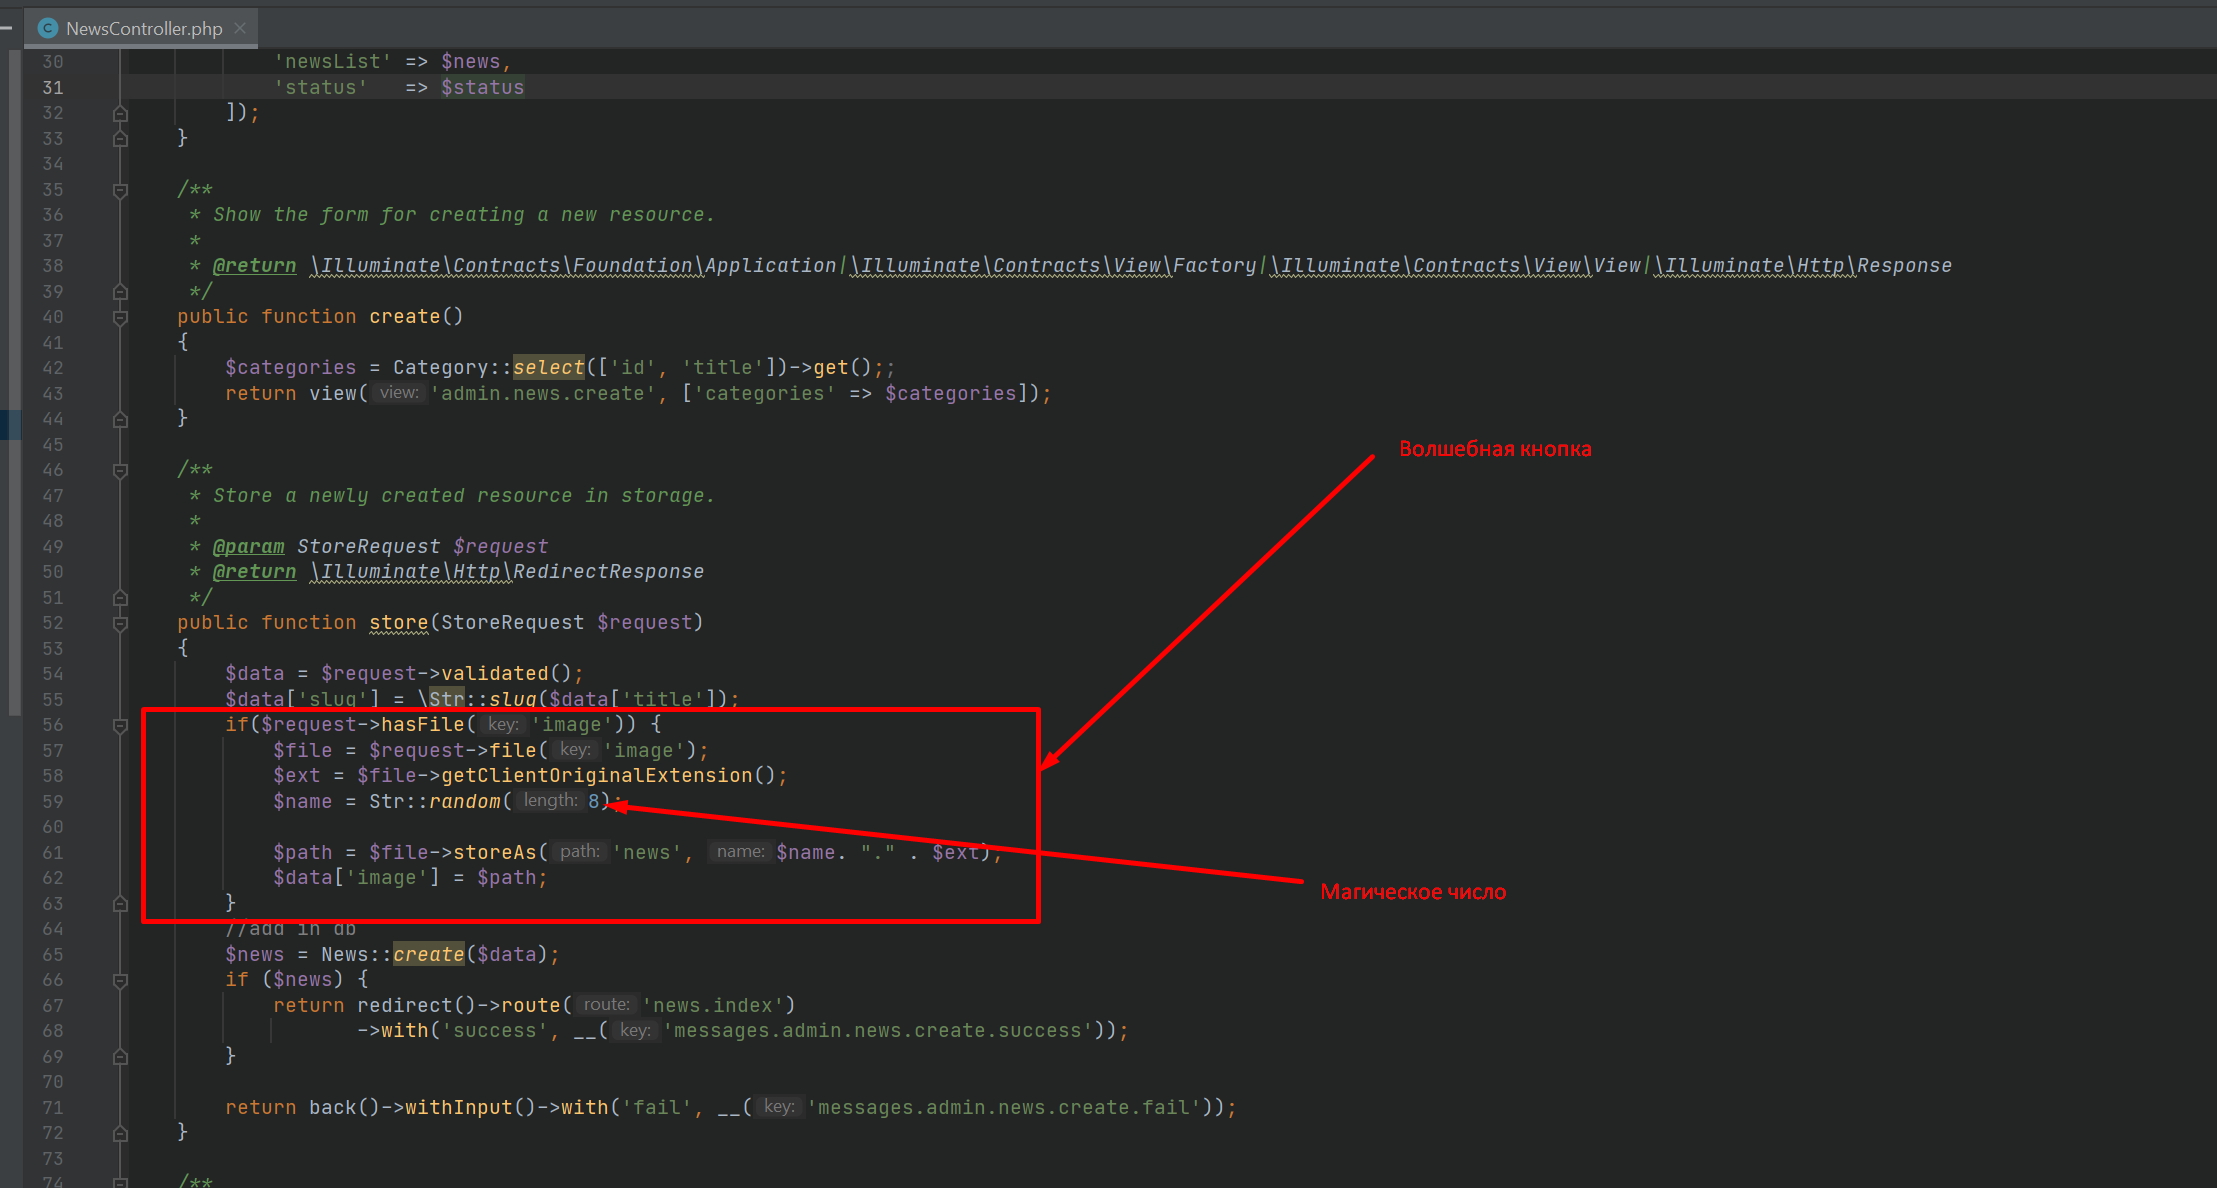 NewsController.php
30 'newsList' => $news,
31 'status' => $status
32 ]);
33 }
34
35 /**
36 * Show the form for creating a new resource.
37 *
38 * @return \Illuminate\Contracts\Foundation\Application|\Illuminate\Contracts\View\Factory|\Illuminate\Contracts\View\View|\Illuminate\Http\Response
39 */
40 public function create()
41 {
42 $categories = Category::select(['id', 'title'])->get();;
43 return view( view: 'admin.news.create', ['categories' => $categories]);
44 }
45
Волшебная кнопка
46 /**
47 * Store a newly created resource in storage.
48 *
49 * @param StoreRequest $request
50 * @return \Illuminate\Http\RedirectResponse
51 */
52 public function store(StoreRequest $request)
53 {
54 $data = $request->validated();
55 $data['slug'] = \Str::slug($data['title']);
56 if($request->hasFile( key: 'image')) {
57 $file = $request->file( key: 'image');
58 $ext = $file->getClientOriginalExtension();
59 $name = Str::random( length: 8);
60
61 $path = $file->storeAs( path: 'news', name: $name. "." . $ext);
62 $data['image'] = $path;
Магическое число
63 }
64 //add in db
65 $news = News::create($data);
66 if ($news) {
67 return redirect()->route( route: 'news.index')
68 ->with('success', __( key: 'messages.admin.news.create.success'));
69 }
70
71 return back()->withInput()->with('fail', __( key: 'messages.admin.news.create.fail'));
72 }
73
74 /**